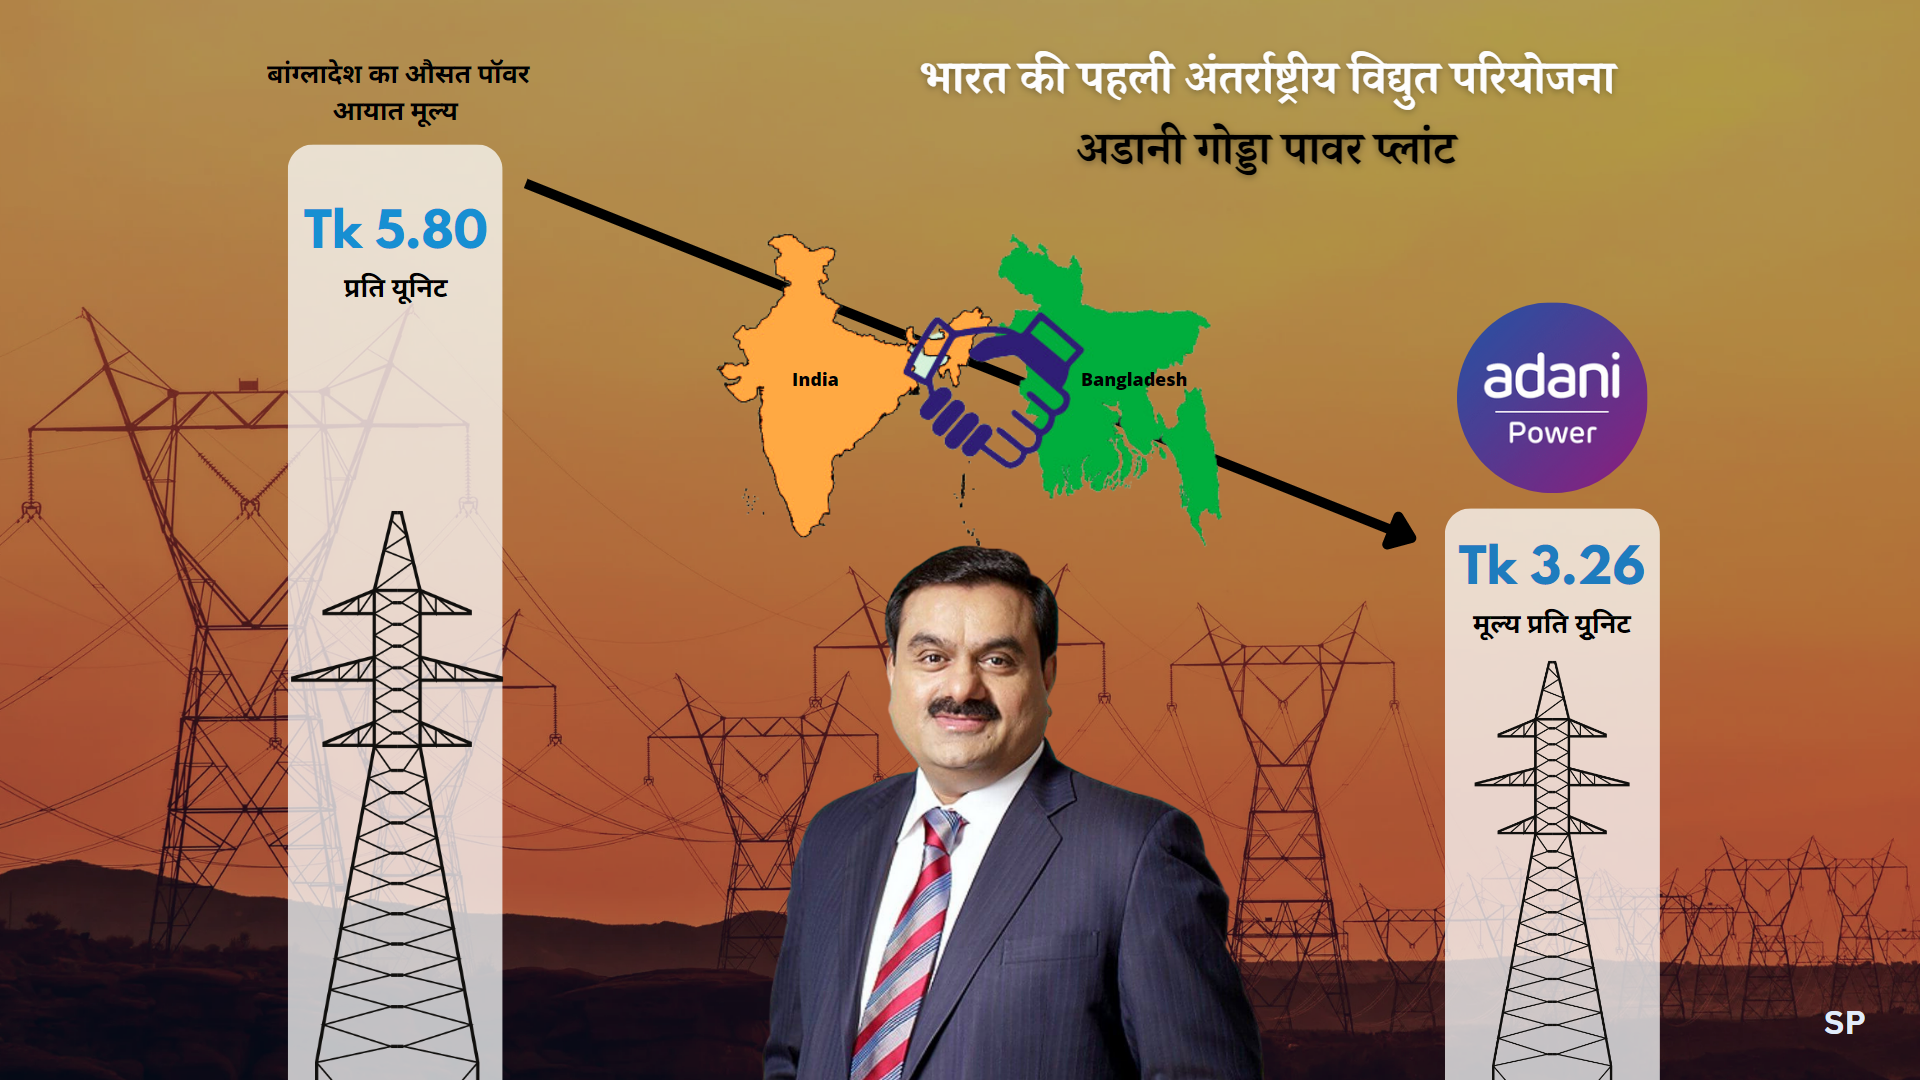 बांग्लादेश का औसत पॉवर
आयात मूल्य
Tk 5.80
प्रति यूनिट
भारत की पहली अंतर्राष्ट्रीय विद्युत परियोजना
अडानी गोड्डा पावर प्लांट
India
Bangladesh
adani
Power
Tk 3.26
मूल्य प्रति यूनिट
SP